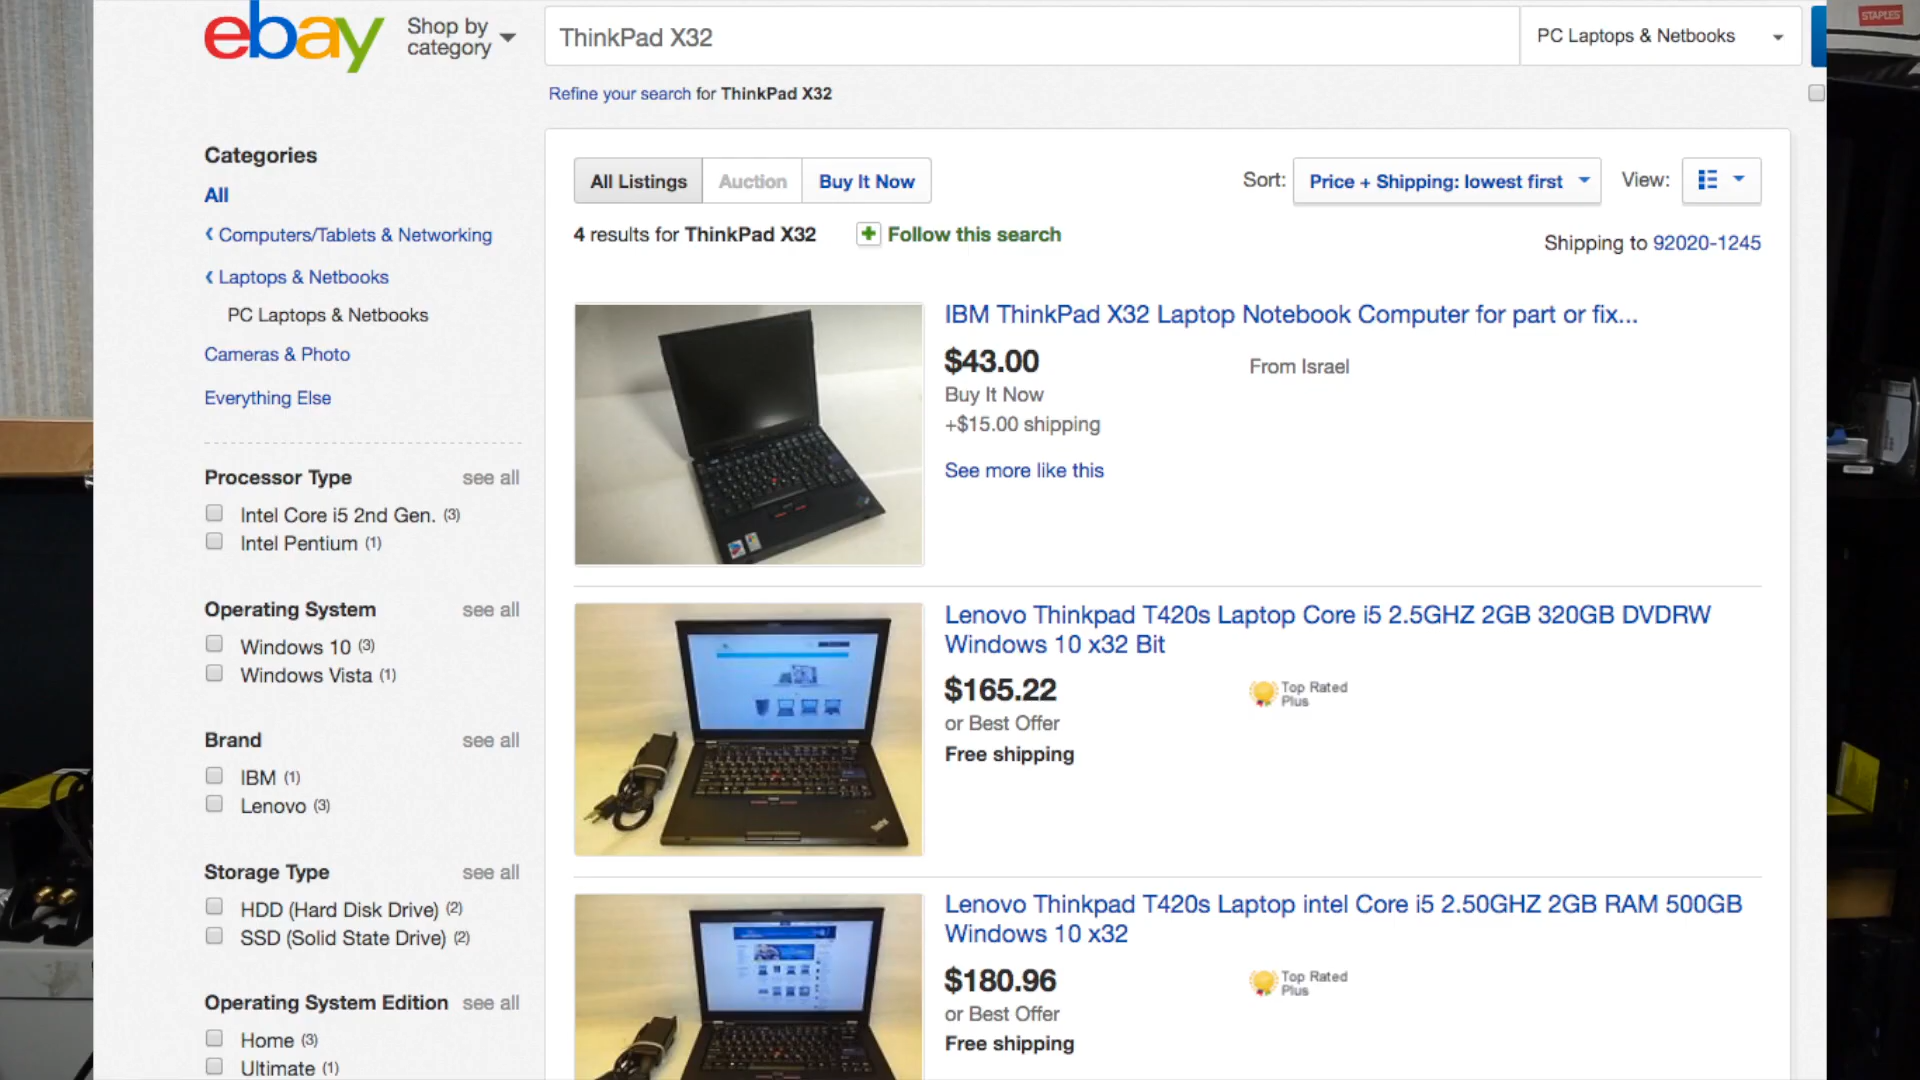 ebay
Shop by
category
ThinkPad X32
PC Laptops & Netbooks
STAPLES
Refine your search for ThinkPad X32
Categories
All
Computers/Tablets & Networking
Laptops & Netbooks
PC Laptops & Netbooks
Cameras & Photo
Everything Else
Processor Type see all
Intel Core i5 2nd Gen. (3)
Intel Pentium (1)
Operating System see all
Windows 10 (3)
Windows Vista (1)
Brand see all
IBM (1)
Lenovo (3)
Storage Type see all
HDD (Hard Disk Drive) (2)
SSD (Solid State Drive) (2)
Operating System Edition see all
Home (3)
Ultimate (1)
All Listings Auction Buy It Now
Sort: Price + Shipping: lowest first View:
4 results for ThinkPad X32 Follow this search
Shipping to 92020-1245
IBM ThinkPad X32 Laptop Notebook Computer for part or fix...
$43.00 From Israel
Buy It Now
+$15.00 shipping
See more like this
Lenovo Thinkpad T420s Laptop Core i5 2.5GHZ 2GB 320GB DVDRW
Windows 10 x32 Bit
$165.22 Top Rated
Plus
or Best Offer
Free shipping
Lenovo Thinkpad T420s Laptop intel Core i5 2.50GHZ 2GB RAM 500GB
Windows 10 x32
$180.96 Top Rated
Plus
or Best Offer
Free shipping